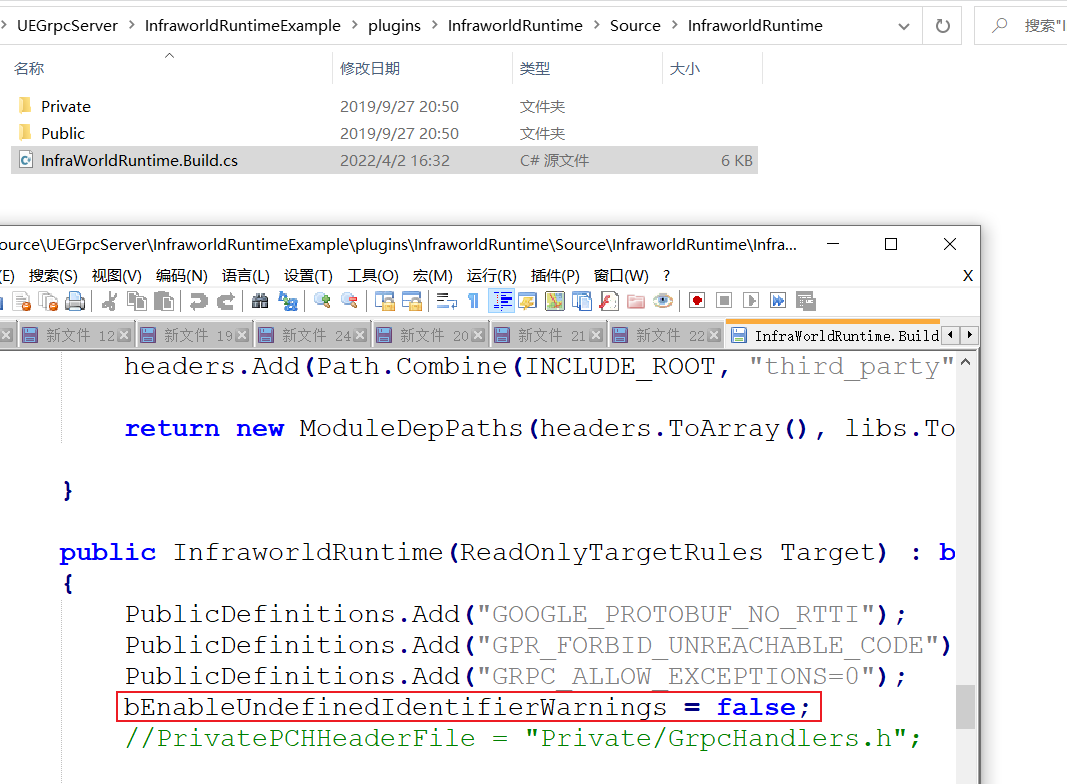 UEGrpcServer > InfraworldRuntimeExample > plugins > InfraworldRuntime > Source > InfraworldRuntime
搜索"I
名称 修改日期 类型 大小
Private 2019/9/27 20:50 文件夹
Public 2019/9/27 20:50 文件夹
InfraWorldRuntime.Build.cs 2022/4/2 16:32 C# 源文件 6 KB
ource\UEGrpcServer\InfraworldRuntimeExample\plugins\InfraworldRuntime\Source\InfraworldRuntime\Infra...
(E) 搜索(S) 视图(V) 编码(N) 语言(L) 设置(T) 工具(O) 宏(M) 运行(R) 插件(P) 窗口(W) ? X
新文件 12 新文件 19 新文件 24 新文件 20 新文件 21 新文件 22 InfraWorldRuntime.Build
headers.Add(Path.Combine(INCLUDE_ROOT, "third_party"
return new ModuleDepPaths(headers.ToArray(), libs.To
}
public InfraworldRuntime(ReadOnlyTargetRules Target) : b
{
PublicDefinitions.Add("GOOGLE_PROTOBUF_NO_RTTI");
PublicDefinitions.Add("GPR_FORBID_UNREACHABLE_CODE")
PublicDefinitions.Add("GRPC_ALLOW_EXCEPTIONS=0");
bEnableUndefinedIdentifierWarnings = false;
//PrivatePCHHeaderFile = "Private/GrpcHandlers.h";